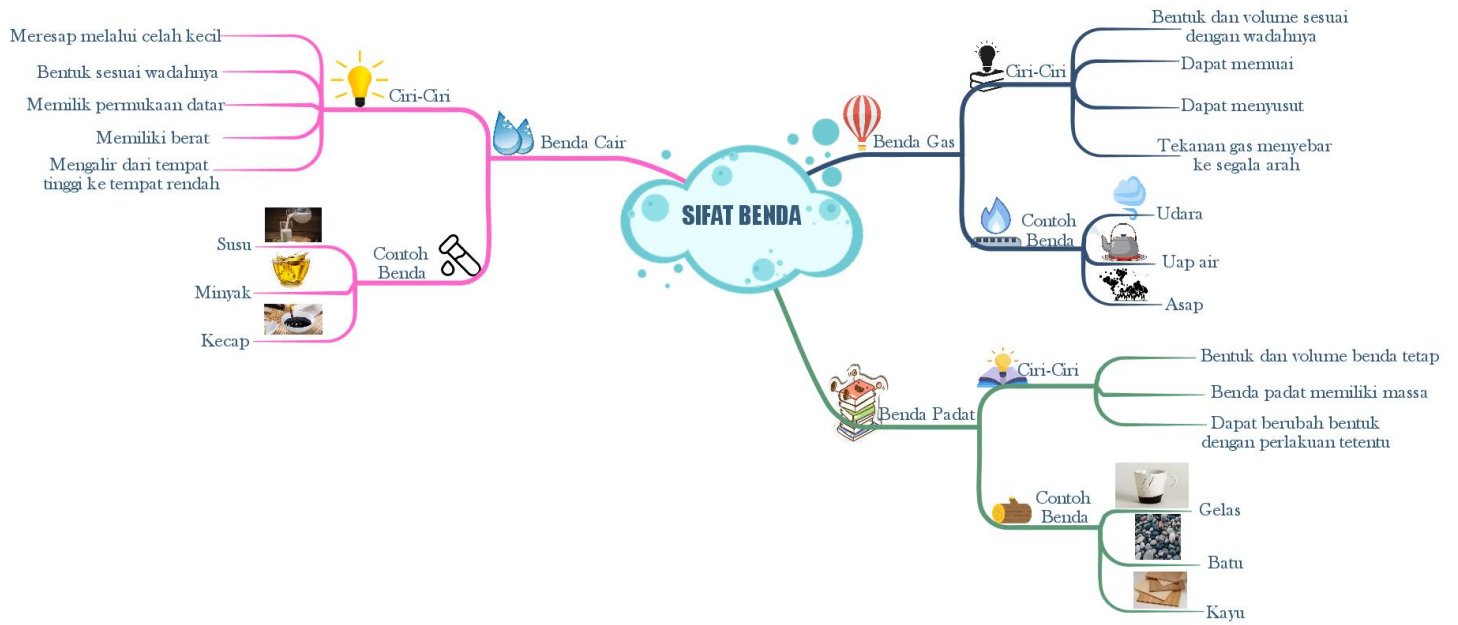 SIFAT BENDA
Benda Cair
Ciri-Ciri
Meresap melalui celah kecil
Bentuk sesuai wadahnya
Memilik permukaan datar
Memiliki berat
Mengalir dari tempat
tinggi ke tempat rendah
Contoh
Benda
Susu
Minyak
Kecap
Benda Gas
Ciri-Ciri
Bentuk dan volume sesuai
dengan wadahnya
Dapat memuai
Dapat menyusut
Tekanan gas menyebar
ke segala arah
Contoh
Benda
Udara
Uap air
Asap
Benda Padat
Ciri-Ciri
Bentuk dan volume benda tetap
Benda padat memiliki massa
Dapat berubah bentuk
dengan perlakuan tetentu
Contoh
Benda
Gelas
Batu
Kayu